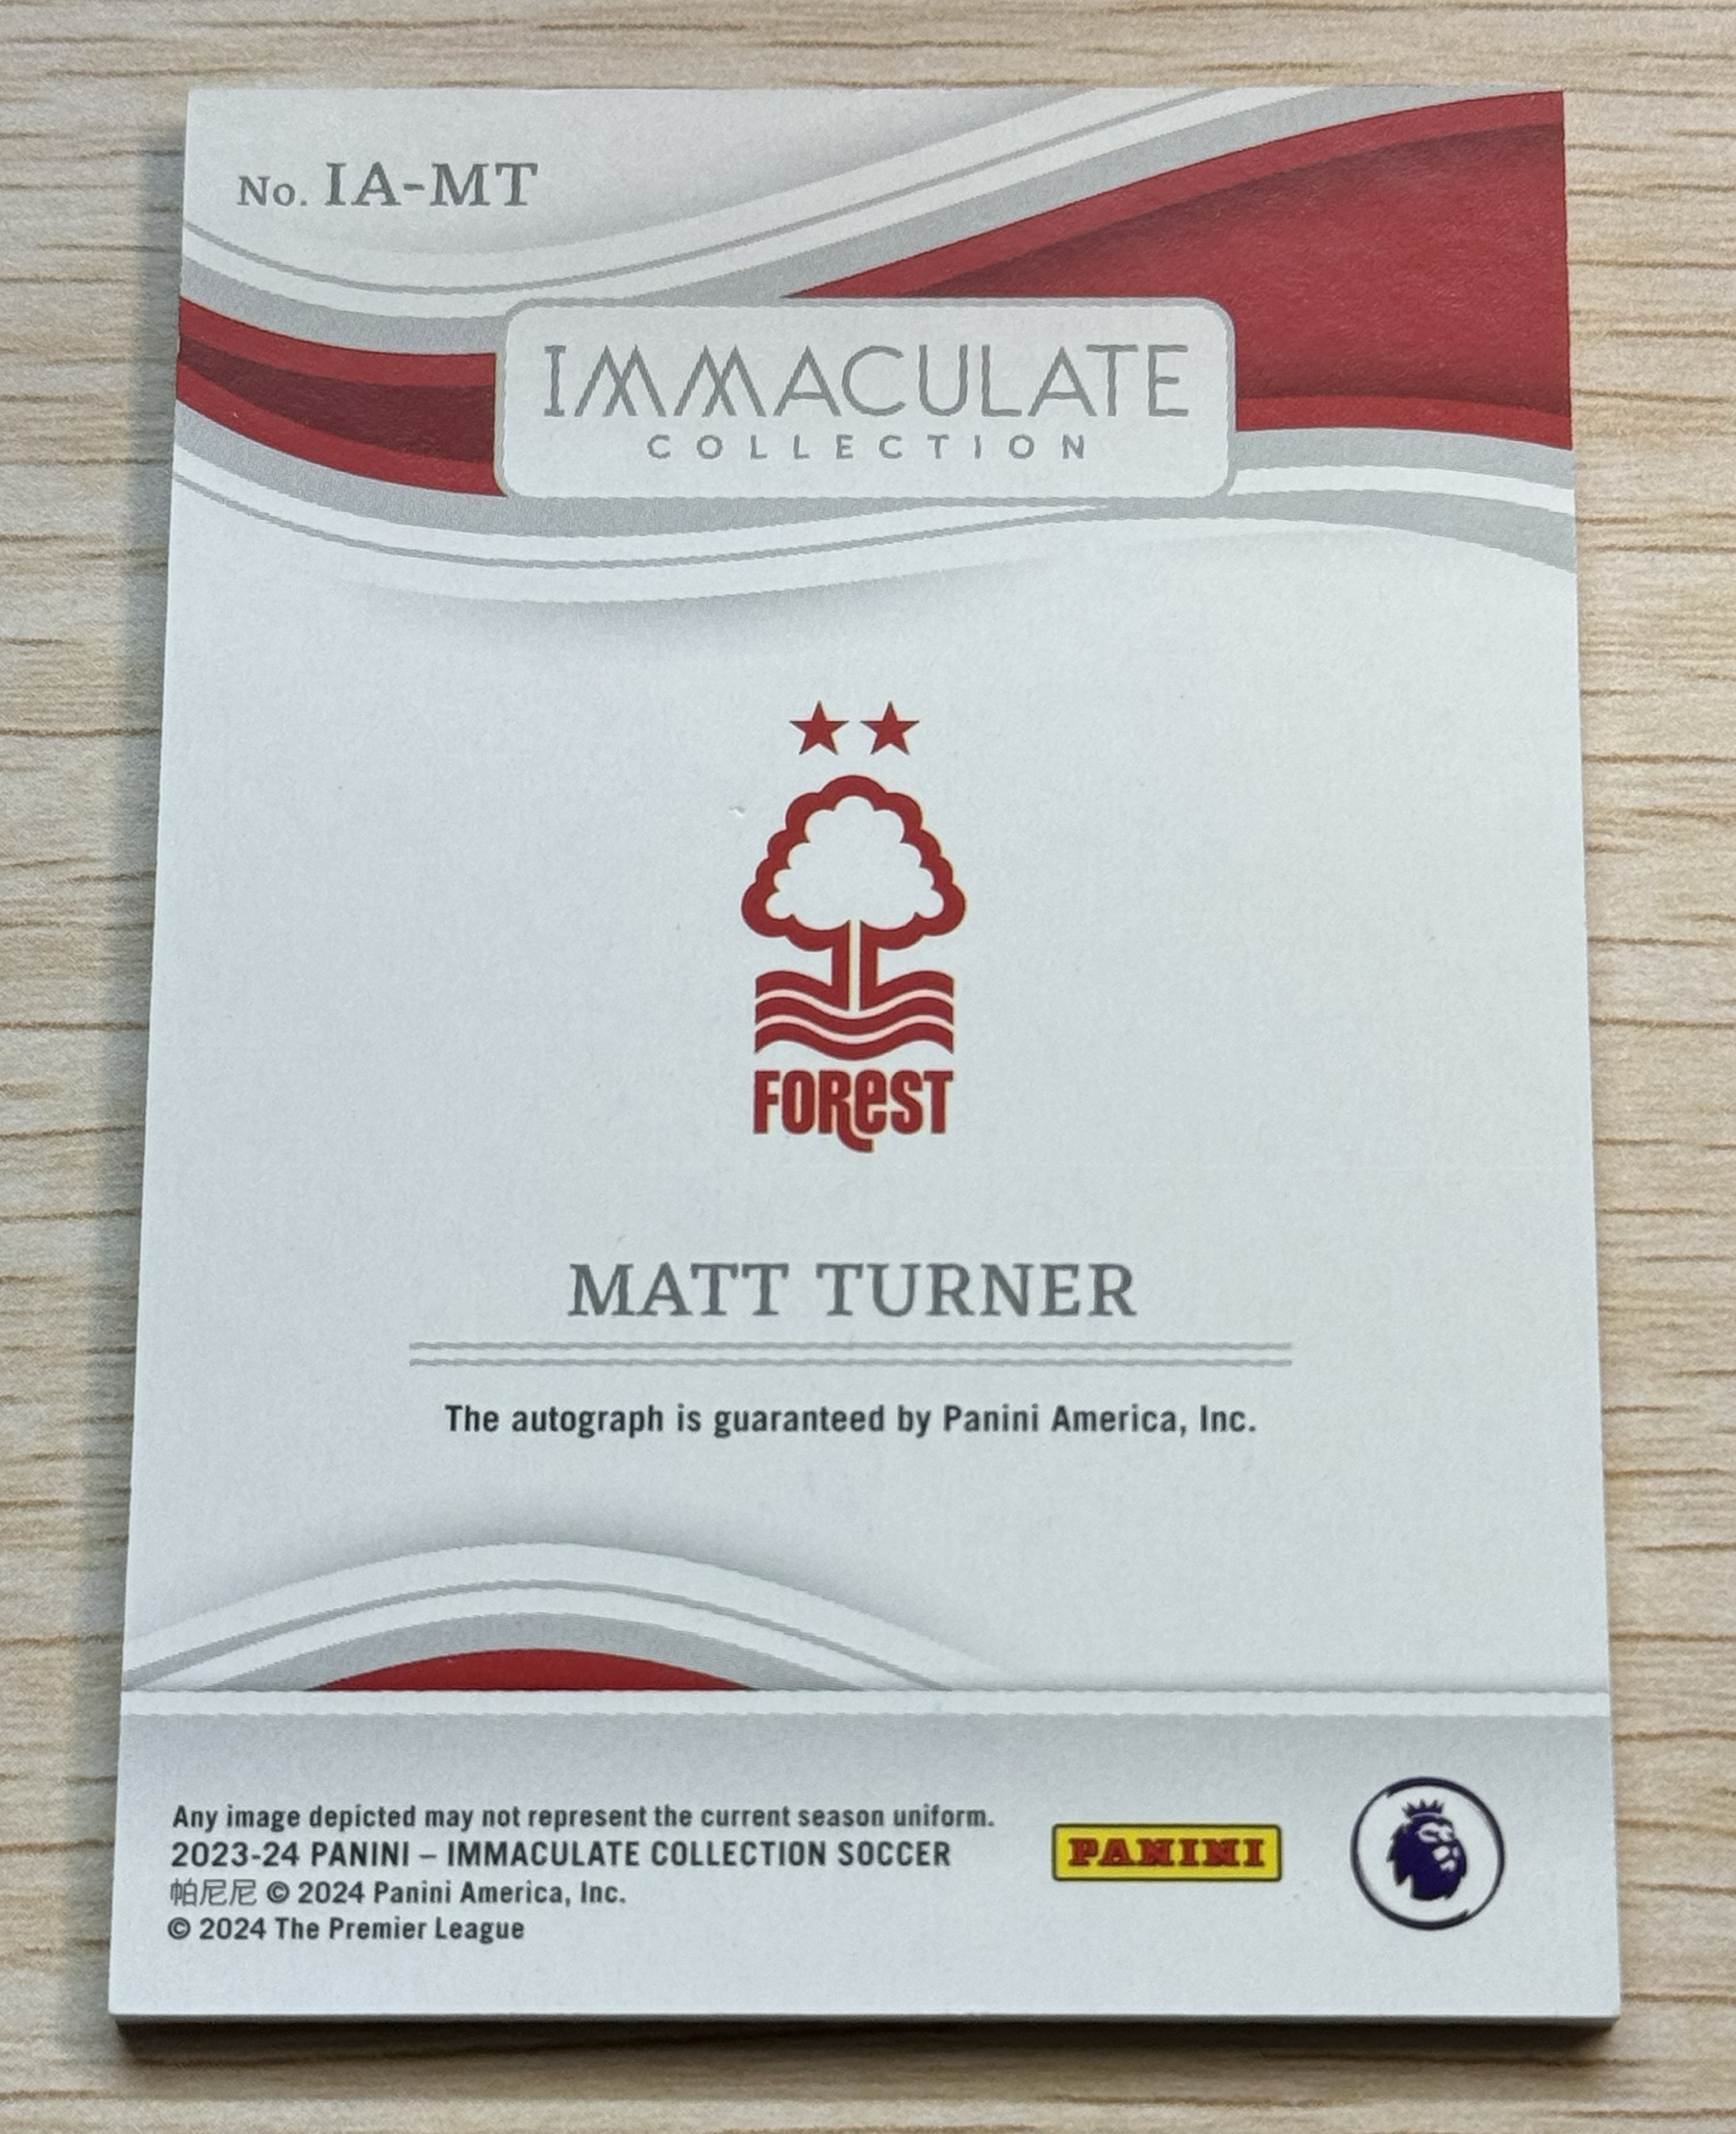 No. IA-MT
IMMACULATE
COLLECTION
FOREST
MATT TURNER
The autograph is guaranteed by Panini America, Inc.
Any image depicted may not represent the current season uniform.
2023-24 PANINI – IMMACULATE COLLECTION SOCCER
帕尼尼 © 2024 Panini America, Inc.
© 2024 The Premier League
PANINI